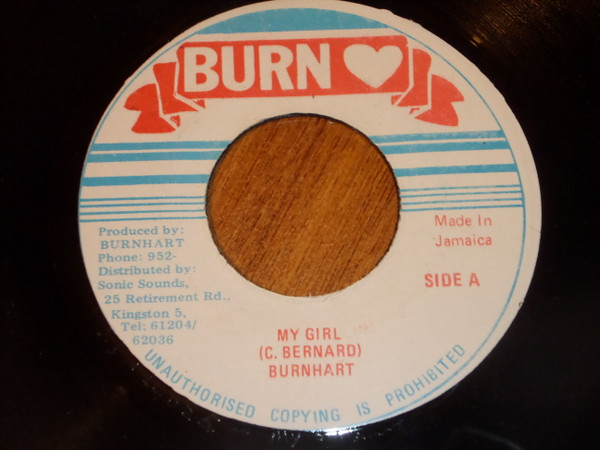 BURN
Produced by:
BURNHART
Phone: 952-
Distributed by:
Sonic Sounds,
25 Retirement Rd.,
Kingston 5,
Tel: 61204/
62036
Made In
Jamaica
SIDE A
MY GIRL
(C. BERNARD)
BURNHART
UNAUTHORISED COPYING IS PROHIBITED